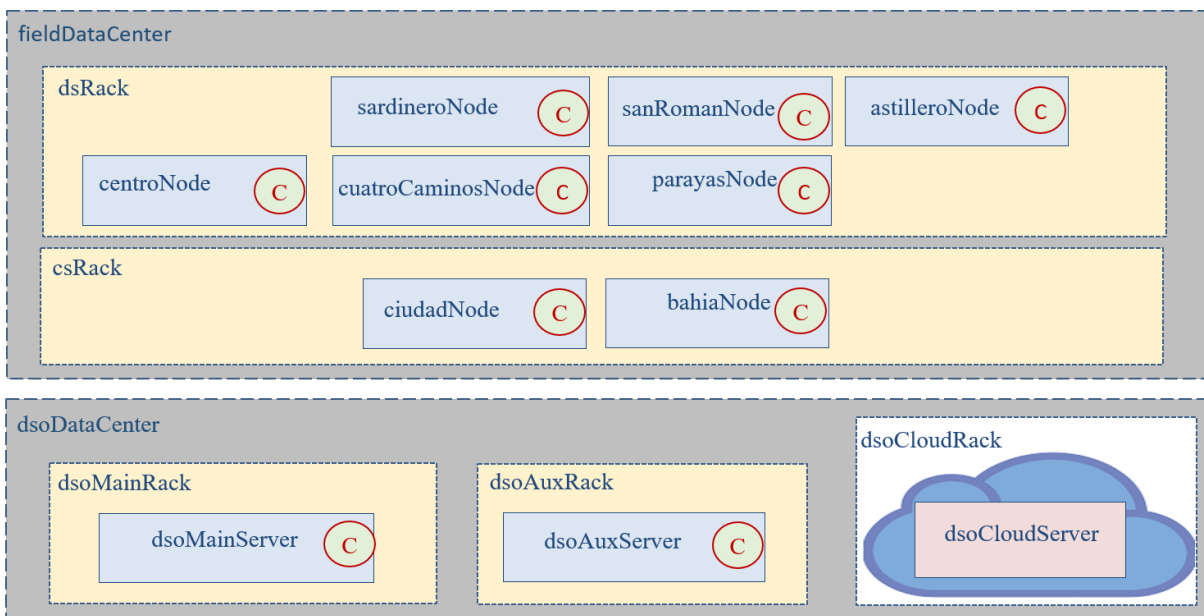 fieldDataCenter
dsRack
sardineroNode C
sanRomanNode C
astilleroNode C
centroNode C
cuatroCaminosNode C
parayasNode C
csRack
ciudadNode C
bahiaNode C
dsoDataCenter
dsoMainRack
dsoMainServer C
dsoAuxRack
dsoAuxServer C
dsoCloudRack
dsoCloudServer